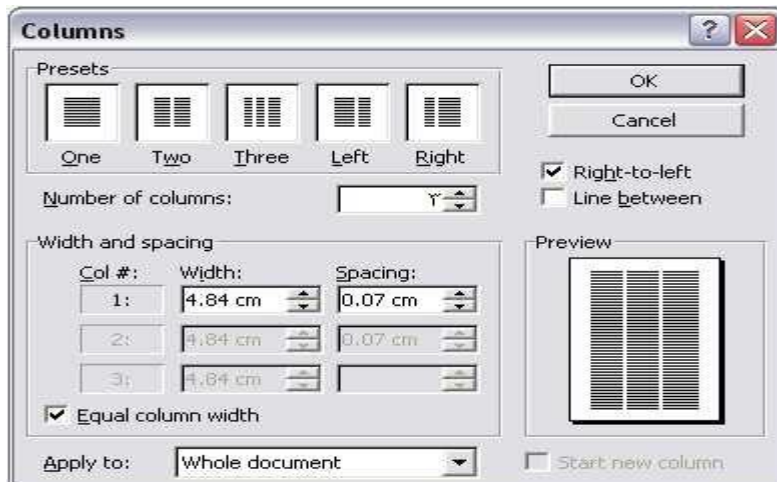 Columns
Presets
One Two Three Left Right
OK
Cancel
Right-to-left
Number of columns: ٣
Line between
Width and spacing
Preview
Col #: Width: Spacing:
1: 4.84 cm 0.07 cm
2: 4.84 cm 0.07 cm
3: 4.84 cm
Equal column width
Apply to: Whole document
Start new column